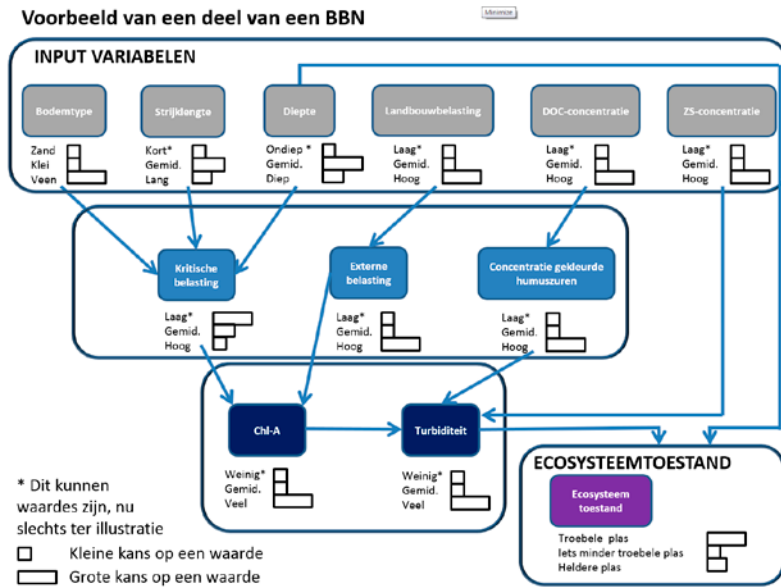 Voorbeeld van een deel van een BBN
Minimize
INPUT VARIABELEN
Bodemtype
Strijklengte
Diepte
Landbouwbelasting
DOC-concentratie
ZS-concentratie
Zand
Klei
Veen
Kort*
Gemid.
Lang
Ondiep *
Gemid.
Diep
Laag*
Gemid.
Hoog
Laag*
Gemid.
Hoog
Laag*
Gemid.
Hoog
Kritische
belasting
Externe
belasting
Concentratie gekleurde
humuszuren
Laag*
Gemid.
Hoog
Laag*
Gemid.
Hoog
Laag*
Gemid.
Hoog
Chl-A
Turbiditeit
Weinig*
Gemid.
Veel
Weinig*
Gemid.
Veel
ECOSYSTEEMTOESTAND
Ecosysteem
toestand
Troebele plas
Iets minder troebele plas
Heldere plas
* Dit kunnen
waardes zijn, nu
slechts ter illustratie
Kleine kans op een waarde
Grote kans op een waarde